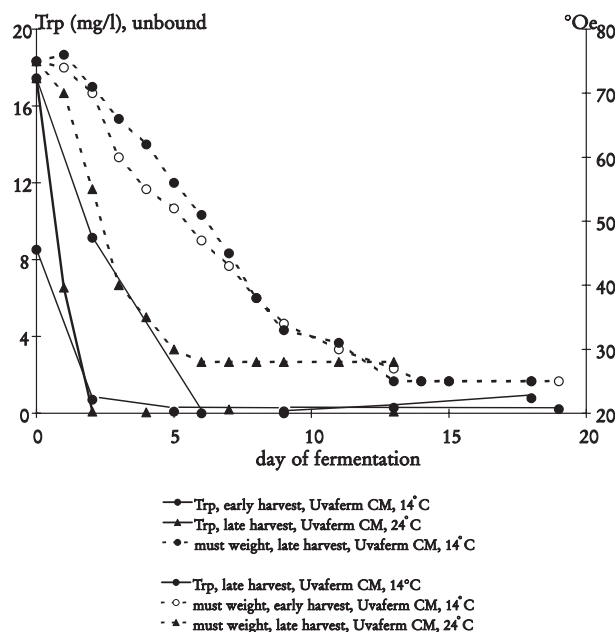 Trp (mg/l), unbound
°Oe
20
80
70
16
60
12
50
8
40
4
30
0
20
0
5
10
15
20
day of fermentation
Trp, early harvest, Uvaferm CM, 14°C
Trp, late harvest, Uvaferm CM, 24°C
must weight, late harvest, Uvaferm CM, 14°C
Trp, late harvest, Uvaferm CM, 14°C
must weight, early harvest, Uvaferm CM, 14°C
must weight, late harvest, Uvaferm CM, 24°C